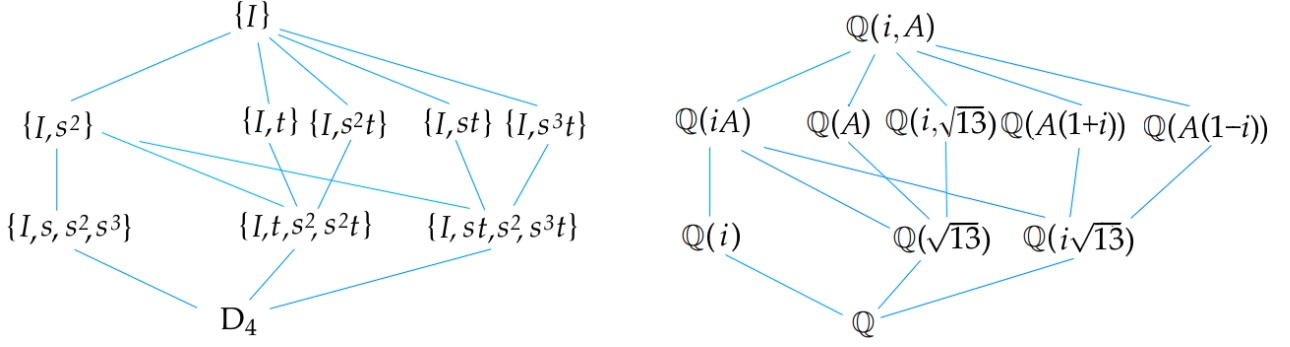 {I}
{I,s²} {I,t} {I,s²t} {I,st} {I,s³t}
{I,s,s²,s³} {I,t,s²,s²t} {I,st,s²,s³t}
D₄
ℚ(i,A)
ℚ(iA) ℚ(A) ℚ(i,√13) ℚ(A(1+i)) ℚ(A(1−i))
ℚ(i) ℚ(√13) ℚ(i√13)
ℚ